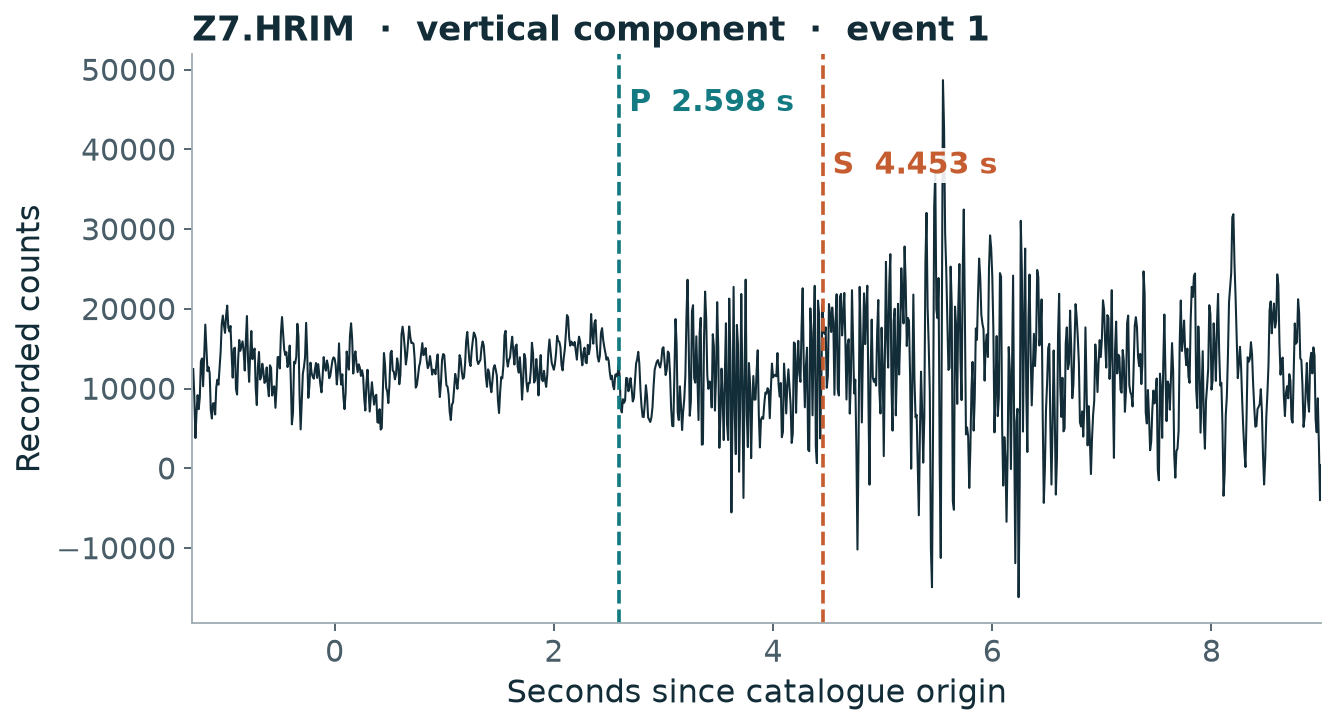 Z7.HRIM · vertical component · event 1
50000
40000
30000
20000
10000
0
−10000
Recorded counts
P 2.598 s
S 4.453 s
0 2 4 6 8
Seconds since catalogue origin